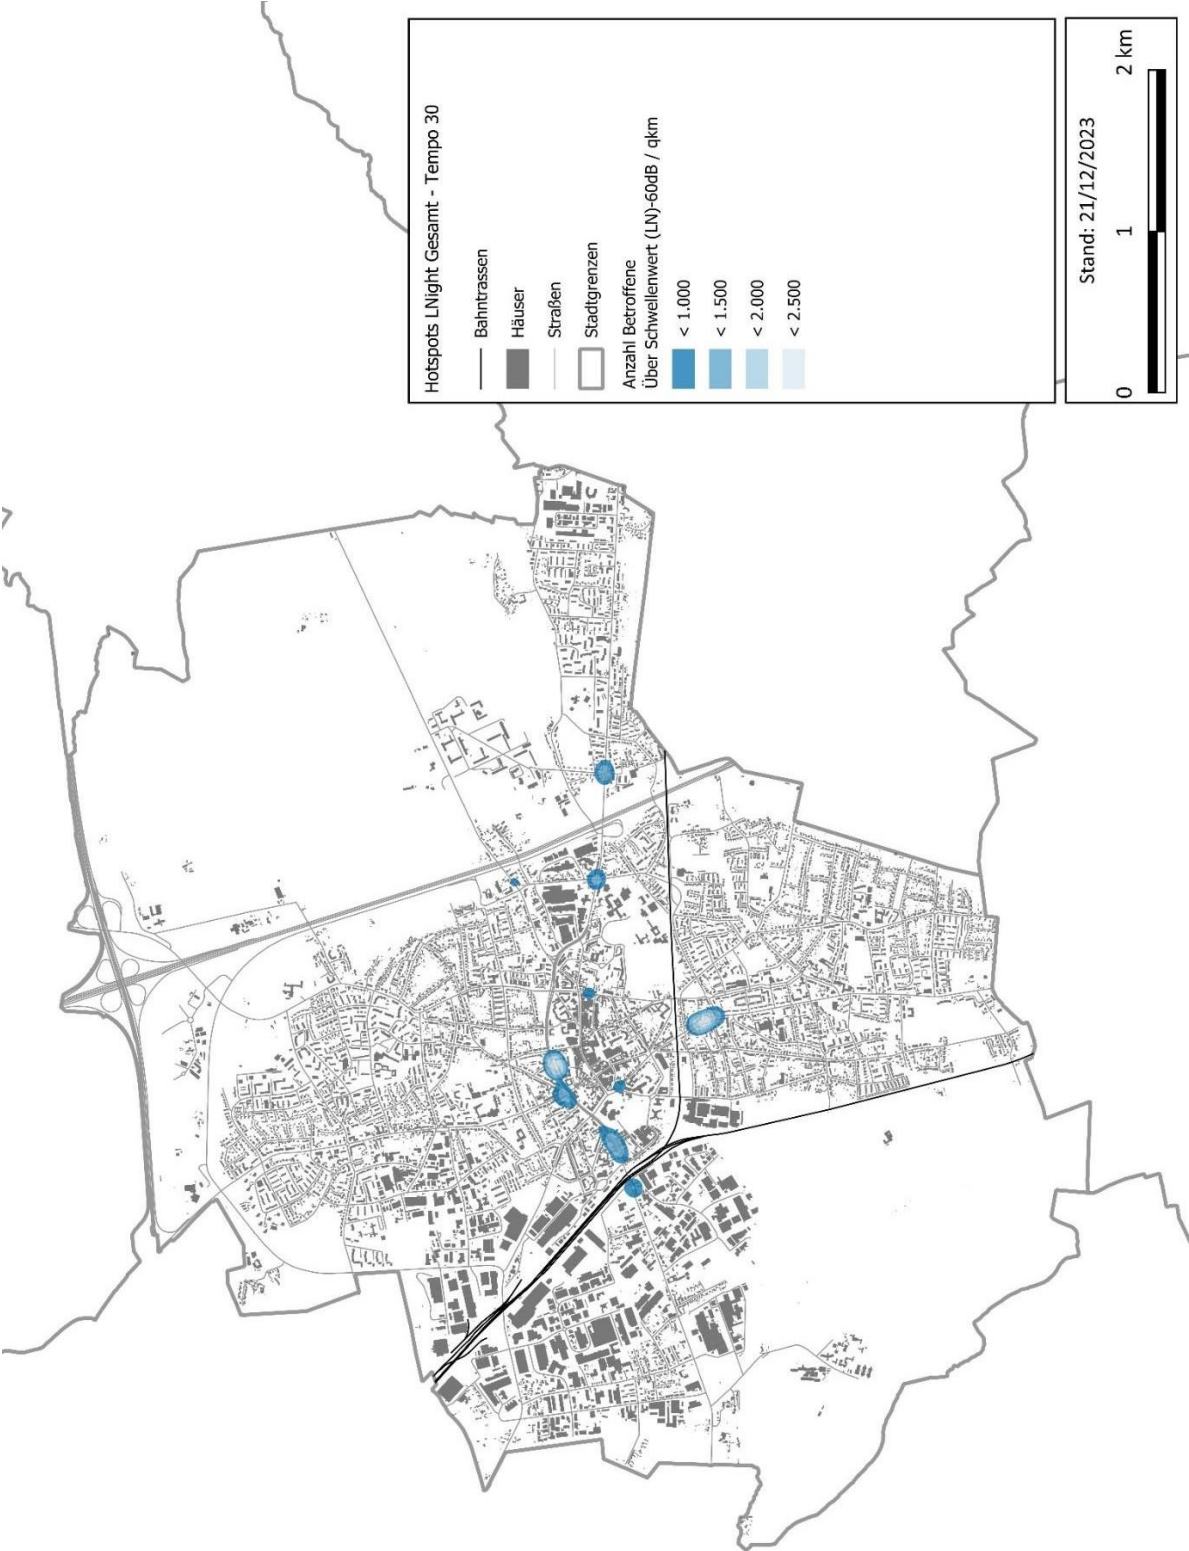 Hotspots LNight Gesamt - Tempo 30
Bahntrassen
Häuser
Straßen
Stadtgrenzen
Anzahl Betroffene
Über Schwellenwert (LN)-60dB / qkm
< 1.000
< 1.500
< 2.000
< 2.500
Stand: 21/12/2023
0 1 2 km